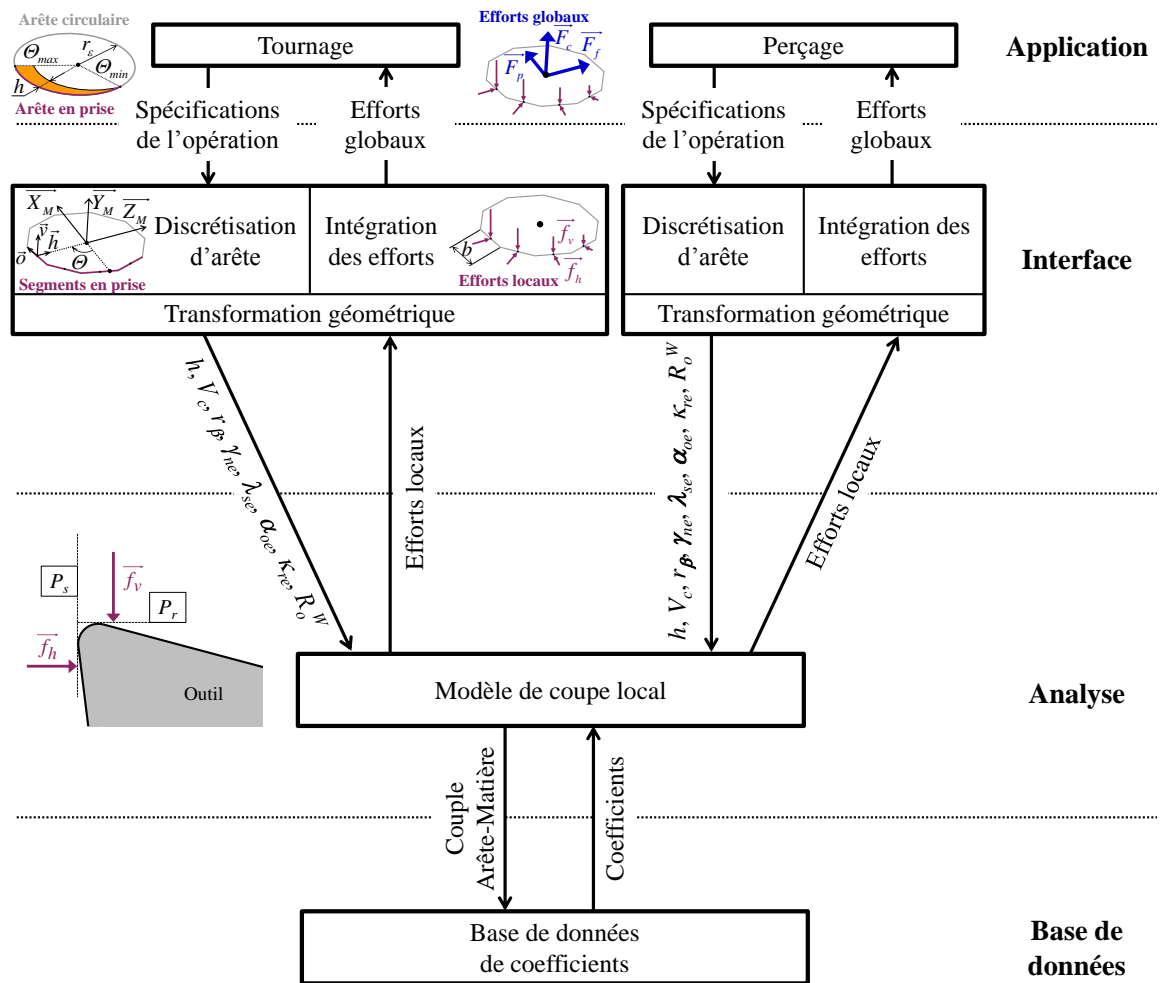 Arête circulaire
Θmax
rε
Θmin
h
Arête en prise
Tournage
Efforts globaux
Fc
Ff
Fp
Perçage
Application
Spécifications
de l'opération
Efforts
globaux
Spécifications
de l'opération
Efforts
globaux
XM
YM
ZM
v
h
o
Θ
Segments en prise
Discrétisation
d'arête
Intégration
des efforts
b
fv
fh
Efforts locaux
Transformation géométrique
Discrétisation
d'arête
Intégration des
efforts
Transformation géométrique
Interface
h, Vc, rβ, γne, λse, αoe, κre, RoW
Efforts locaux
h, Vc, rβ, γne, λse, αoe, κre, RoW
Efforts locaux
Ps
fv
Pr
fh
Outil
Modèle de coupe local
Analyse
Couple
Arête-Matière
Coefficients
Base de données
de coefficients
Base de
données